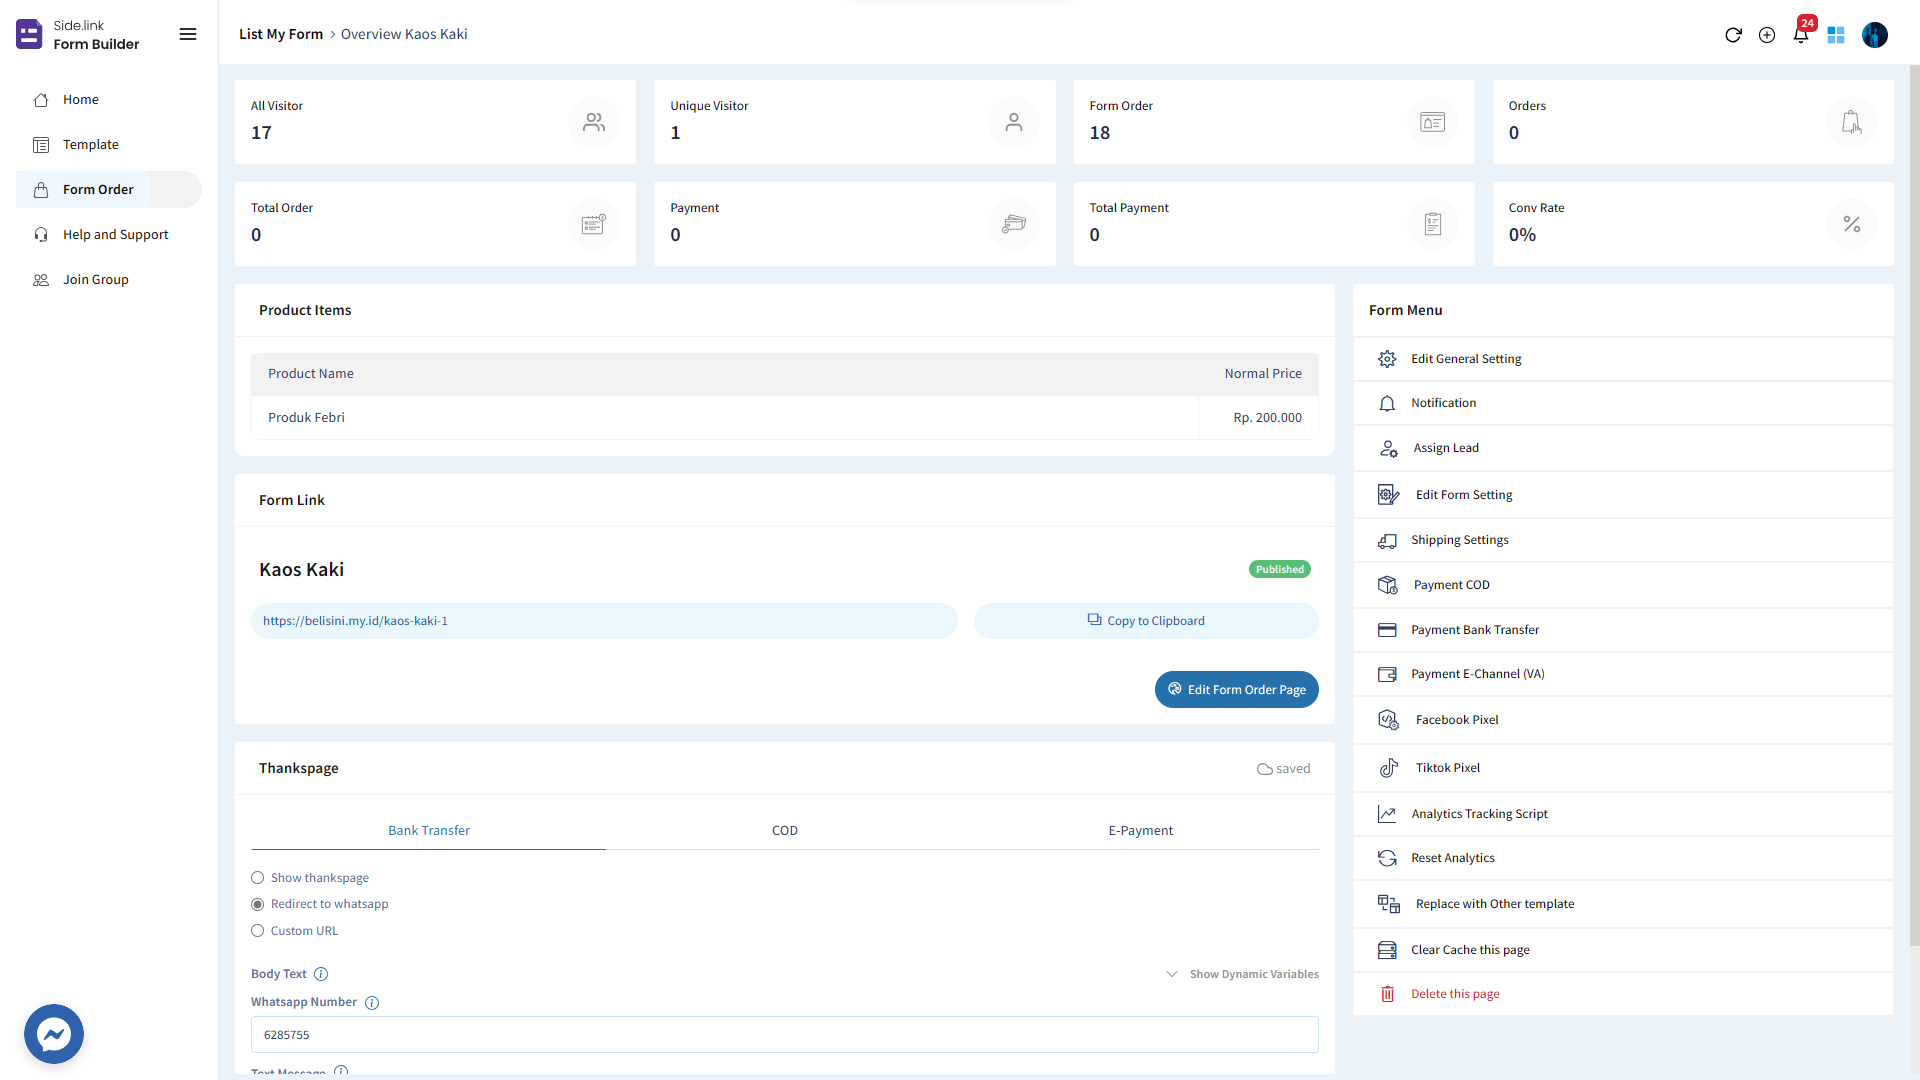 Side.link
Form Builder
List My Form > Overview Kaos Kaki
24
Home
Template
Form Order
Help and Support
Join Group
All Visitor
17
Unique Visitor
1
Form Order
18
Orders
0
Total Order
0
Payment
0
Total Payment
0
Conv Rate
0%
Product Items
Product Name Normal Price
Produk Febri Rp. 200.000
Form Link
Kaos Kaki Published
https://belisini.my.id/kaos-kaki-1 Copy to Clipboard
Edit Form Order Page
Thankspage saved
Bank Transfer COD E-Payment
Show thankspage
Redirect to whatsapp
Custom URL
Body Text Show Dynamic Variables
Whatsapp Number
6285755
Text Message
Form Menu
Edit General Setting
Notification
Assign Lead
Edit Form Setting
Shipping Settings
Payment COD
Payment Bank Transfer
Payment E-Channel (VA)
Facebook Pixel
Tiktok Pixel
Analytics Tracking Script
Reset Analytics
Replace with Other template
Clear Cache this page
Delete this page